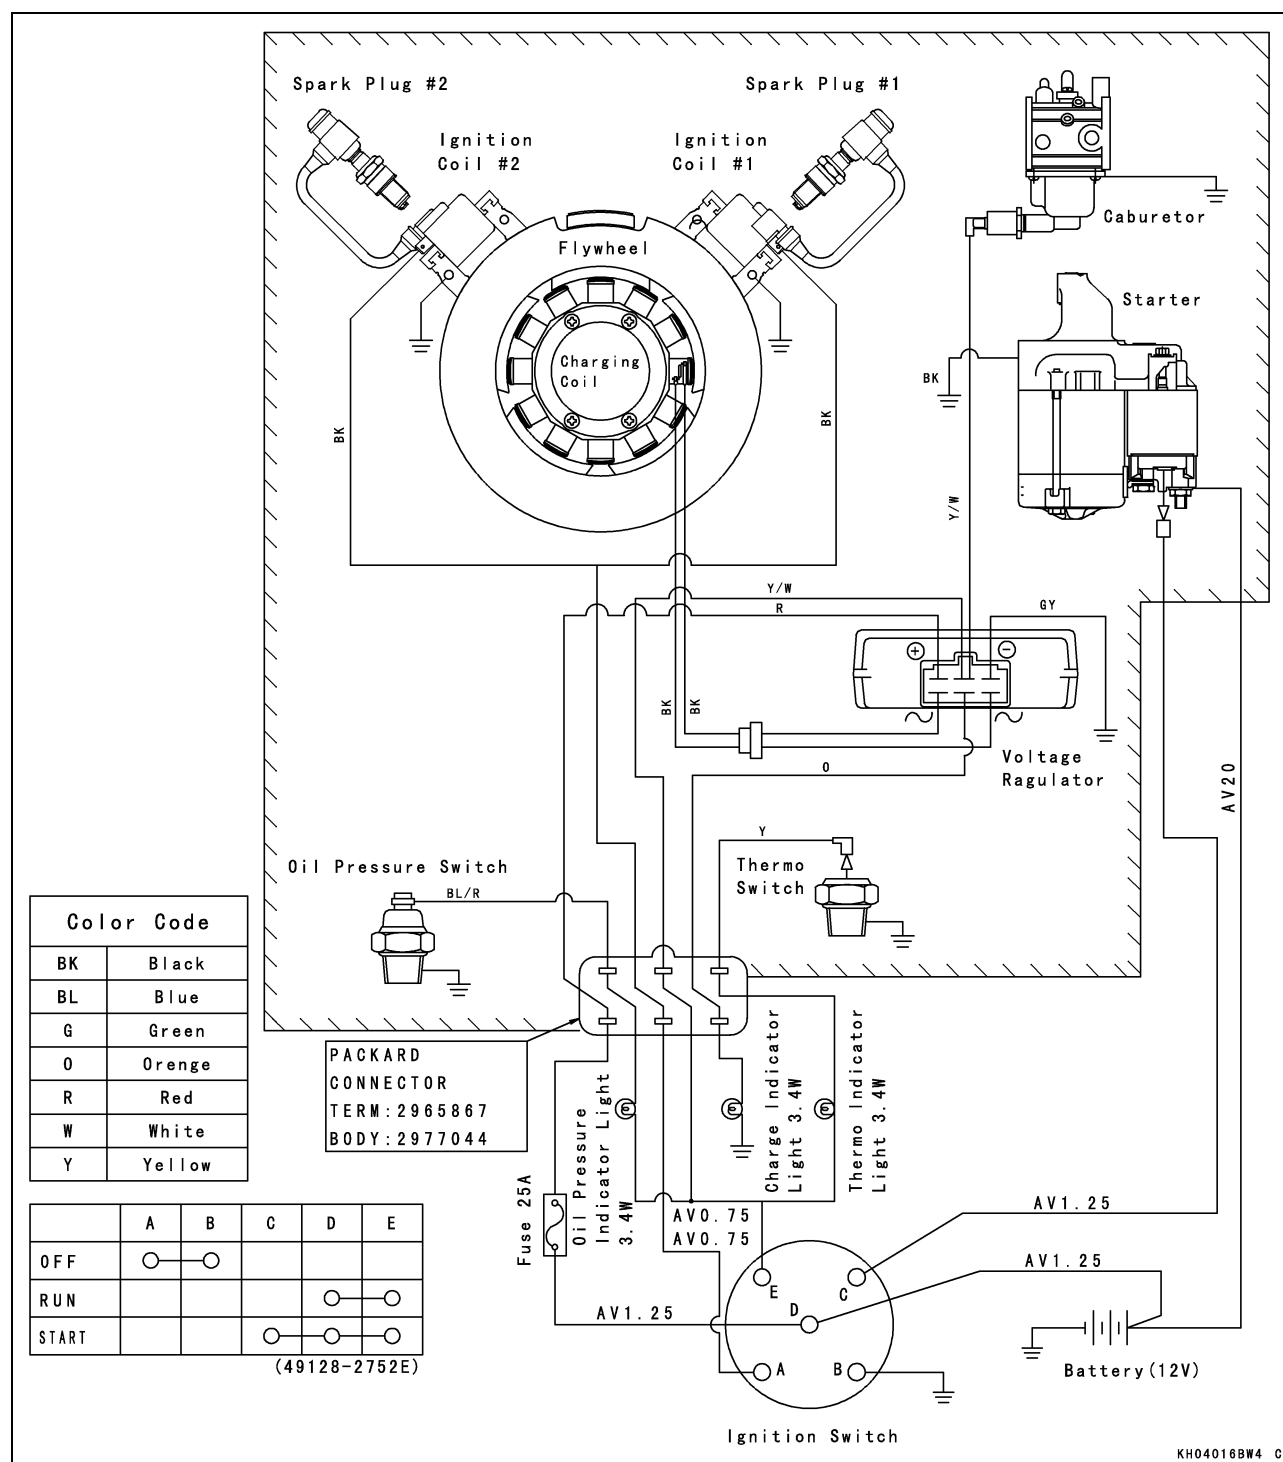 Spark Plug #2
Spark Plug #1
Ignition
Coil #2
Ignition
Coil #1
Caburetor
Flywheel
Starter
Charging
Coil
BK
BK
BK
Y/W
Y/W
R
GY
BK
BK
Voltage
Ragulator
O
AV20
Y
Thermo
Switch
Oil Pressure Switch
BL/R
Color Code
BK Black
BL Blue
G Green
O Orenge
R Red
W White
Y Yellow
PACKARD
CONNECTOR
TERM:2965867
BODY:2977044
Oil Pressure
Indicator Light
3.4W
Charge Indicator
Light 3.4W
Thermo Indicator
Light 3.4W
Fuse 25A
A B C D E
OFF
RUN
START
(49128-2752E)
AV0.75
AV0.75
AV1.25
AV1.25
AV1.25
E
C
D
A
B
Battery(12V)
Ignition Switch
KH04016BW4 C